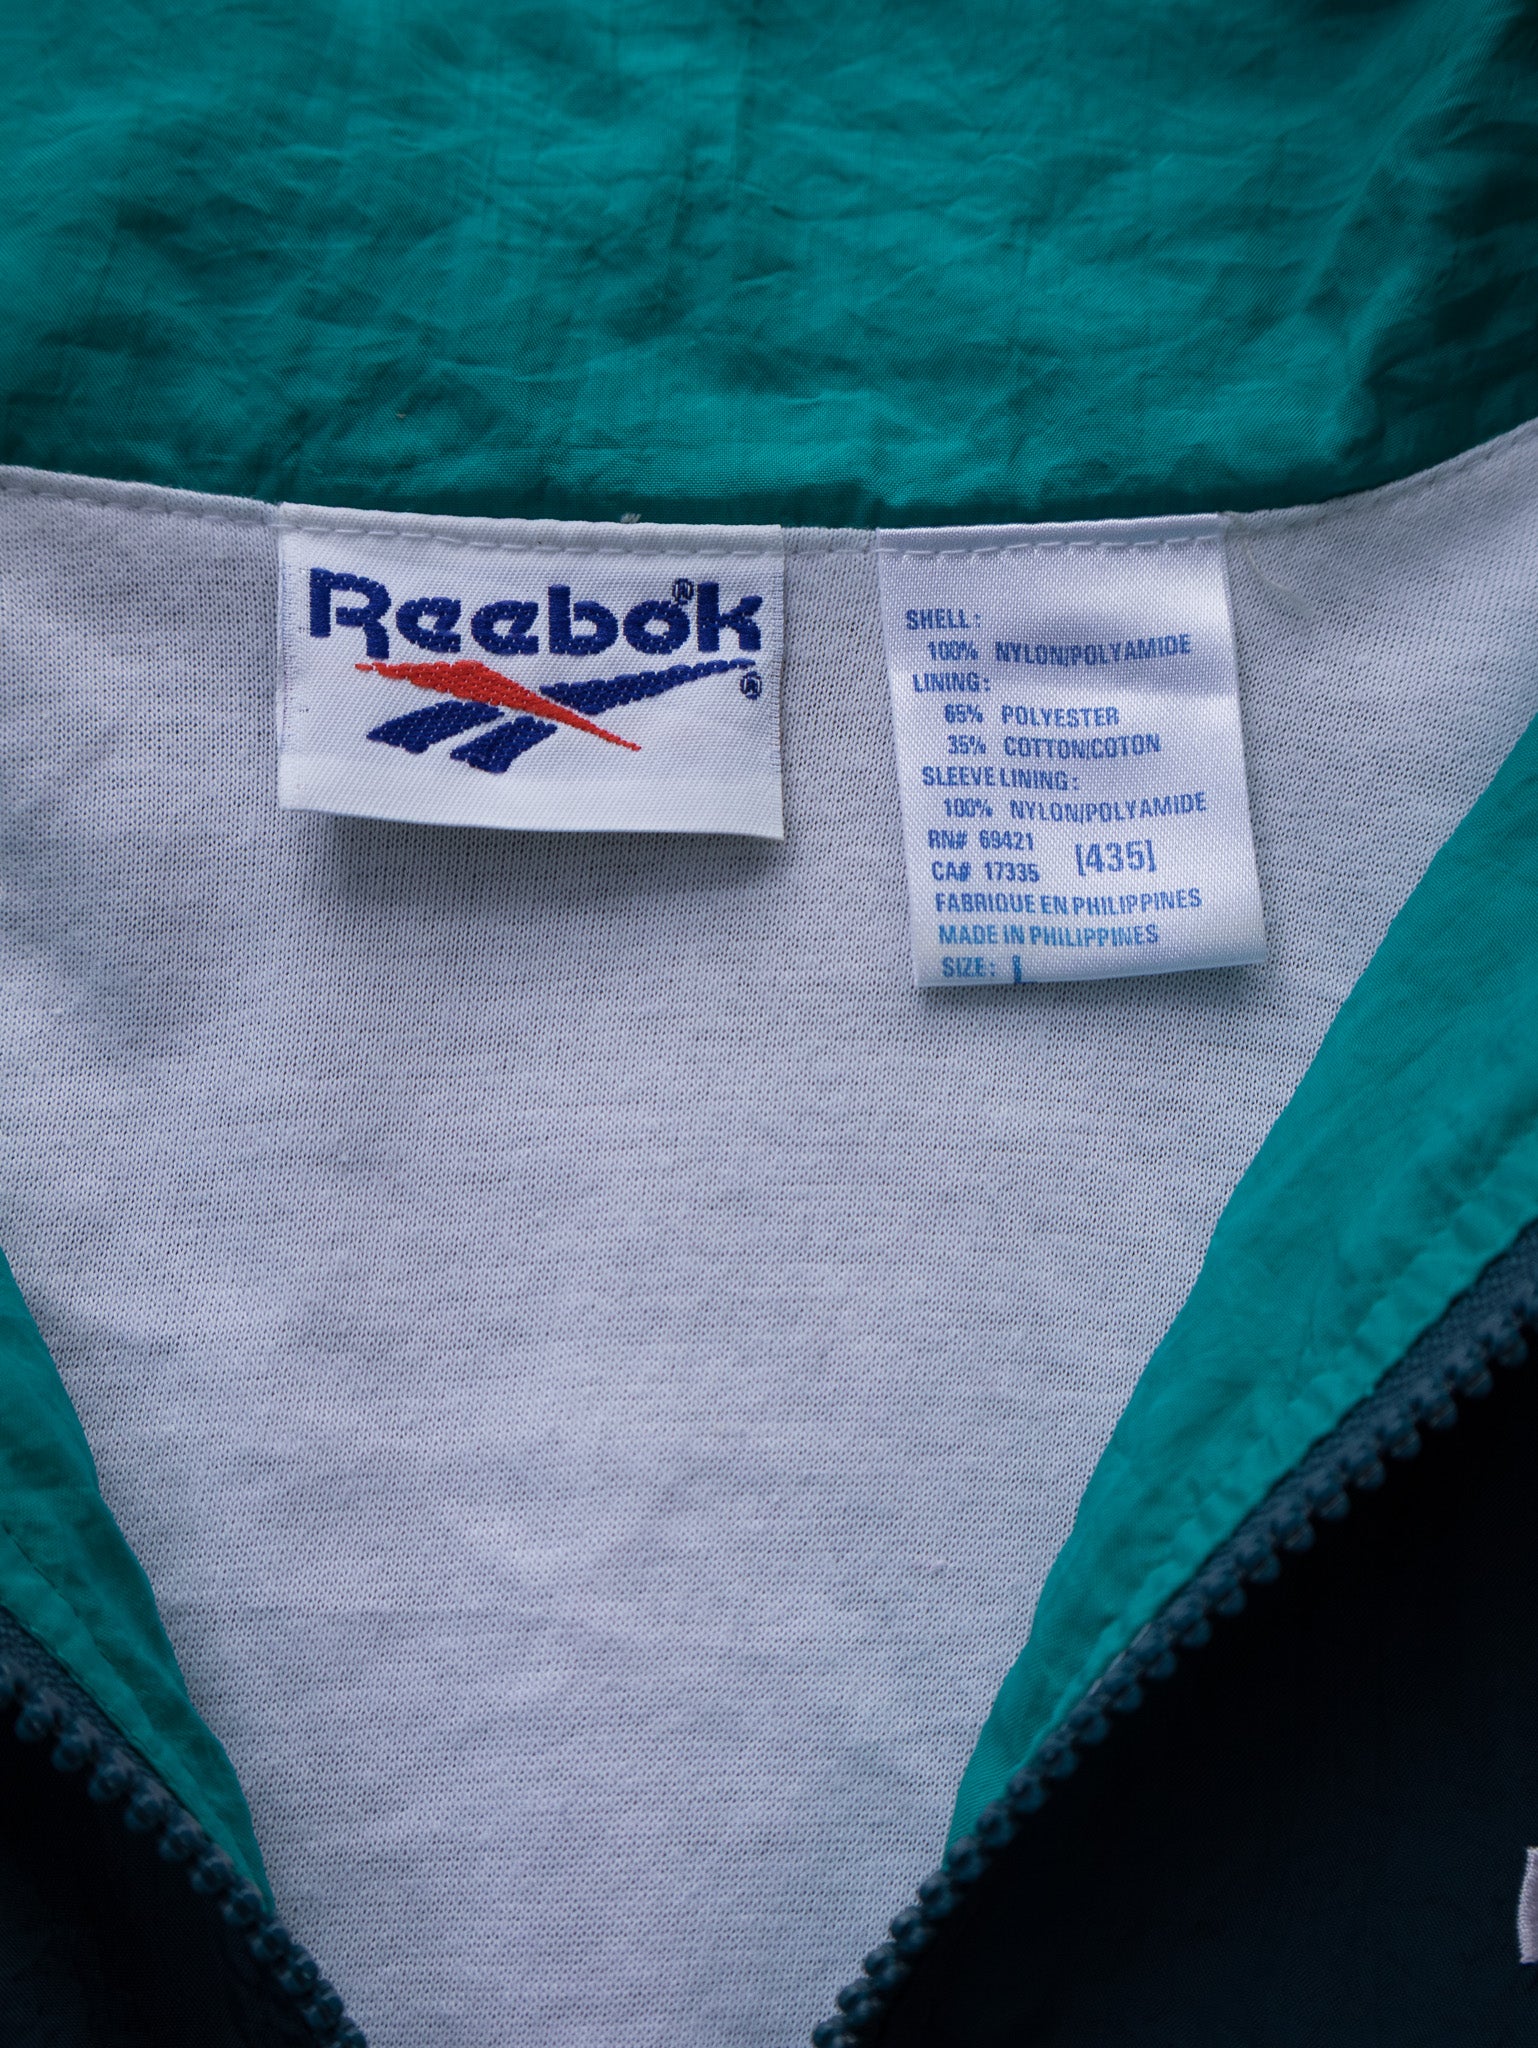 Reebok®
®
SHELL:
100% NYLON/POLYAMIDE
LINING:
65% POLYESTER
35% COTTON/COTON
SLEEVE LINING:
100% NYLON/POLYAMIDE
RN# 69421
CA# 17335 [435]
FABRIQUE EN PHILIPPINES
MADE IN PHILIPPINES
SIZE: L